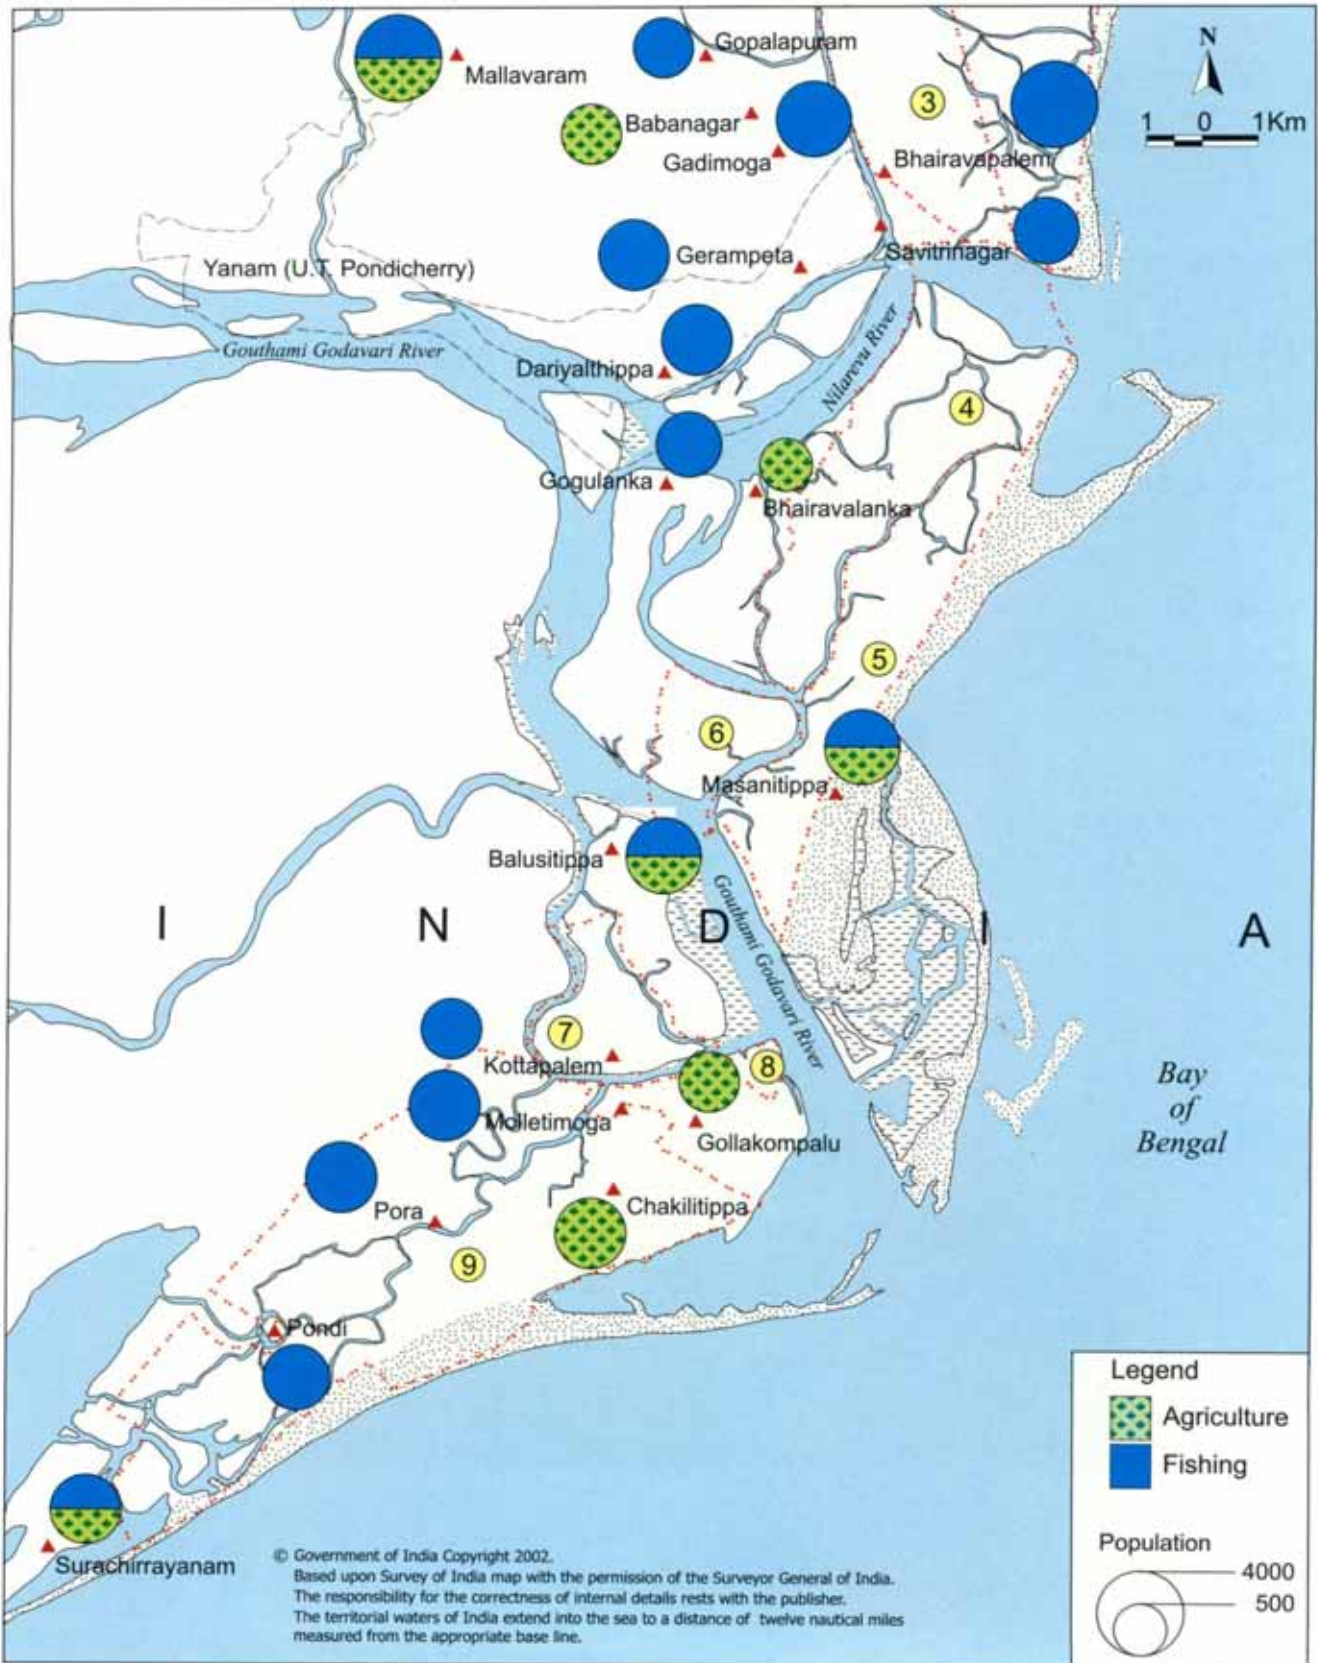 Gopalapuram
Mallavaram
N
3
1 0 1Km
Babanagar
Gadimoga
Bhairavapalem
Yanam (U.T. Pondicherry)
Gerampeta
Savitrinagar
Gouthami Godavari River
Nilarevu River
Dariyalthippa
4
Gogulanka
Bhairavalanka
5
6
Masanitippa
Balusitippa
I N D I A
Gouthami Godavari River
7
Kottapalem
8
Bay
of
Bengal
Molletimoga
Gollakompalu
Pora
Chakilitippa
9
Pondi
Surachirrayanam
Legend
Agriculture
Fishing
Population
4000
500
© Government of India Copyright 2002.
Based upon Survey of India map with the permission of the Surveyor General of India.
The responsibility for the correctness of internal details rests with the publisher.
The territorial waters of India extend into the sea to a distance of twelve nautical miles
measured from the appropriate base line.